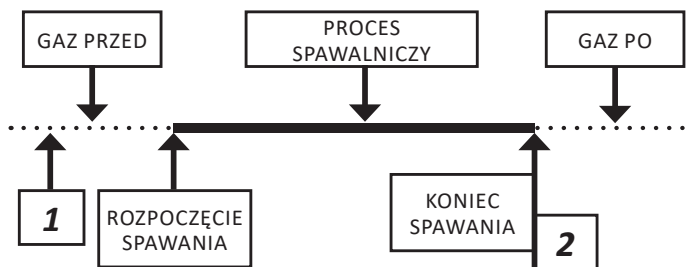 GAZ PRZED
PROCES
SPAWALNICZY
GAZ PO
1
ROZPOCZĘCIE
SPAWANIA
KONIEC
SPAWANIA
2